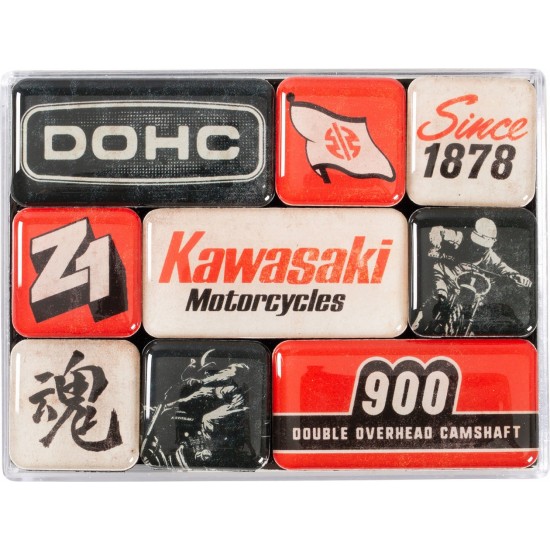 DOHC
Since
1878
Z1
Kawasaki
Motorcycles
魂
900
DOUBLE OVERHEAD CAMSHAFT